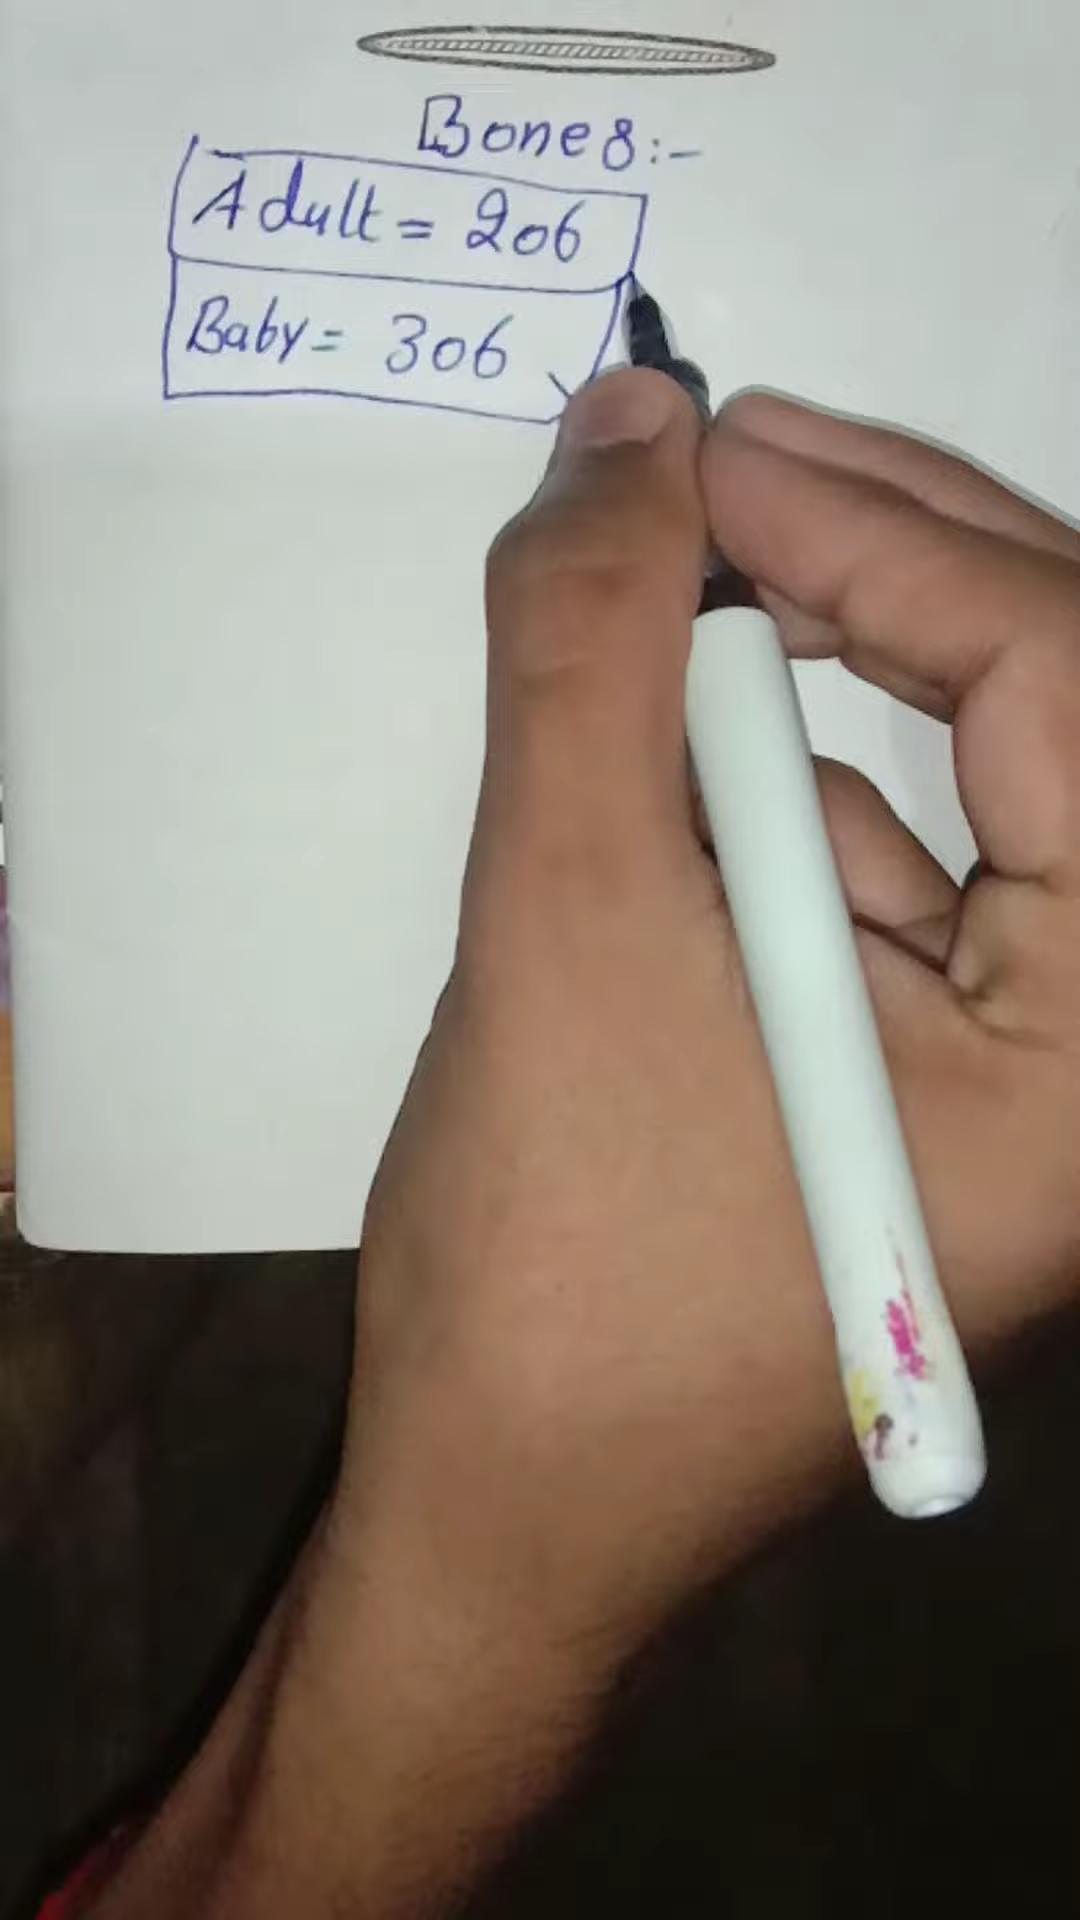 Bones:-
Adult = 206
Baby = 306